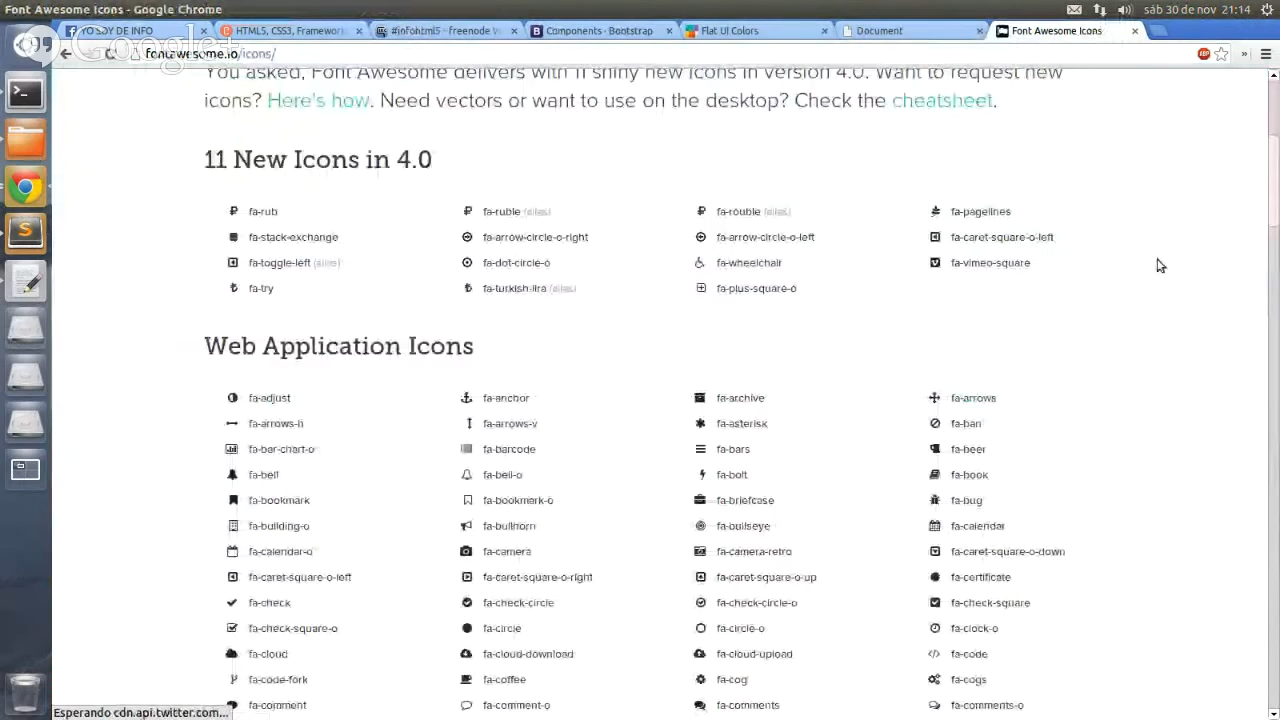 Font Awesome Icons - Google Chrome
sáb 30 de nov 21:14
YO SOY DE INFO
HTML5, CSS3, Framework
#infohtml5 - freenode W
Components · Bootstrap
Flat UI Colors
Document
Font Awesome Icons
Google+
fontawesome.io/icons/
You asked, Font Awesome delivers with 11 shiny new icons in version 4.0. Want to request new
icons? Here's how. Need vectors or want to use on the desktop? Check the cheatsheet.
11 New Icons in 4.0
fa-rub fa-ruble (alias) fa-rouble (alias) fa-pagelines
fa-stack-exchange fa-arrow-circle-o-right fa-arrow-circle-o-left fa-caret-square-o-left
fa-toggle-left (alias) fa-dot-circle-o fa-wheelchair fa-vimeo-square
fa-try fa-turkish-lira (alias) fa-plus-square-o
Web Application Icons
fa-adjust fa-anchor fa-archive fa-arrows
fa-arrows-h fa-arrows-v fa-asterisk fa-ban
fa-bar-chart-o fa-barcode fa-bars fa-beer
fa-bell fa-bell-o fa-bolt fa-book
fa-bookmark fa-bookmark-o fa-briefcase fa-bug
fa-building-o fa-bullhorn fa-bullseye fa-calendar
fa-calendar-o fa-camera fa-camera-retro fa-caret-square-o-down
fa-caret-square-o-left fa-caret-square-o-right fa-caret-square-o-up fa-certificate
fa-check fa-check-circle fa-check-circle-o fa-check-square
fa-check-square-o fa-circle fa-circle-o fa-clock-o
fa-cloud fa-cloud-download fa-cloud-upload fa-code
fa-code-fork fa-coffee fa-cog fa-cogs
fa-comment fa-comment-o fa-comments fa-comments-o
Esperando cdn.api.twitter.com...